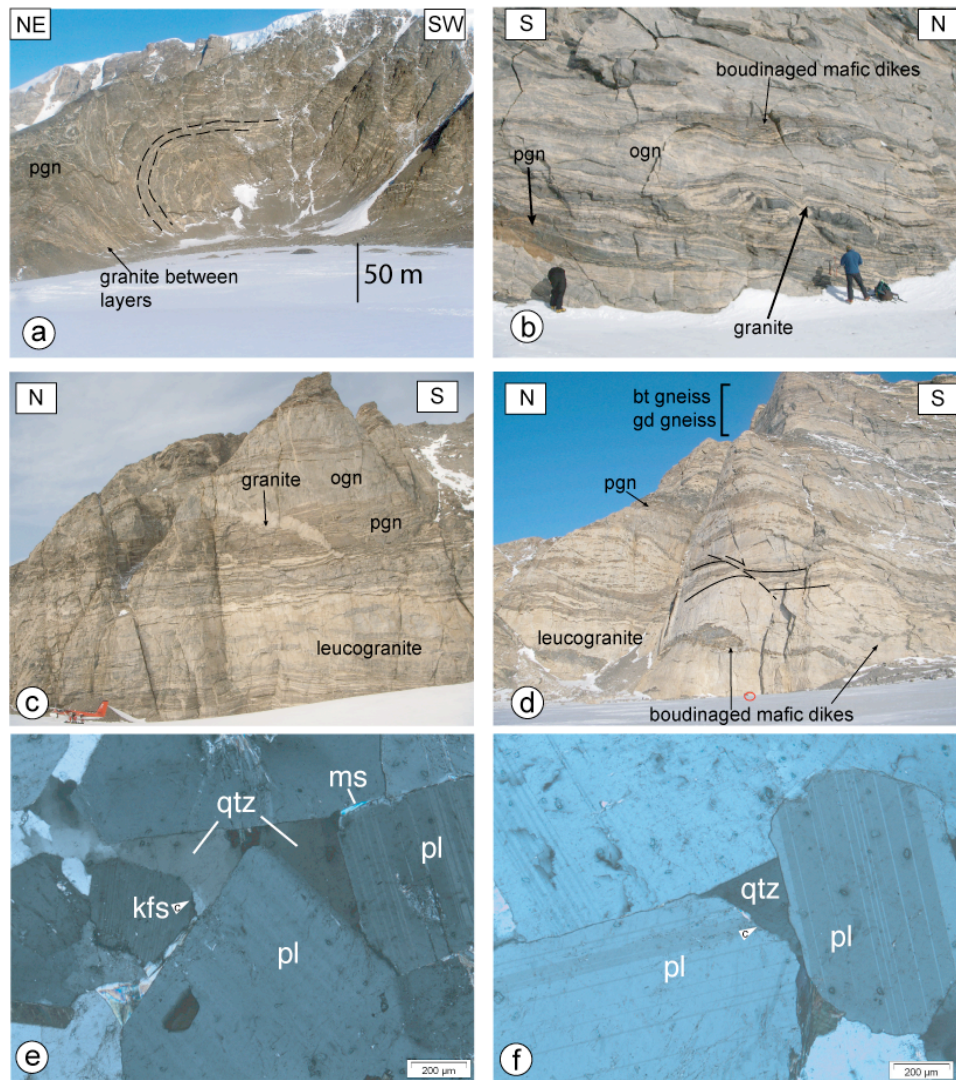 NE
SW
pgn
granite between
layers
50 m
a
S
N
boudinaged mafic dikes
pgn
ogn
granite
b
N
S
granite
ogn
pgn
leucogranite
c
N
S
bt gneiss
gd gneiss
pgn
leucogranite
boudinaged mafic dikes
d
ms
qtz
pl
kfs
c
pl
e
200 µm
qtz
c
pl
pl
f
200 µm